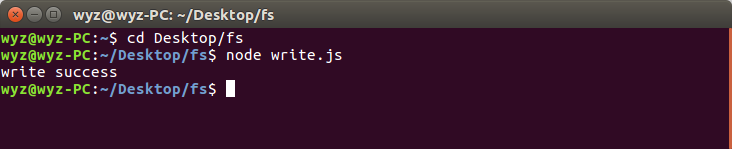 wyz@wyz-PC: ~/Desktop/fs
wyz@wyz-PC:~$ cd Desktop/fs
wyz@wyz-PC:~/Desktop/fs$ node write.js
write success
wyz@wyz-PC:~/Desktop/fs$